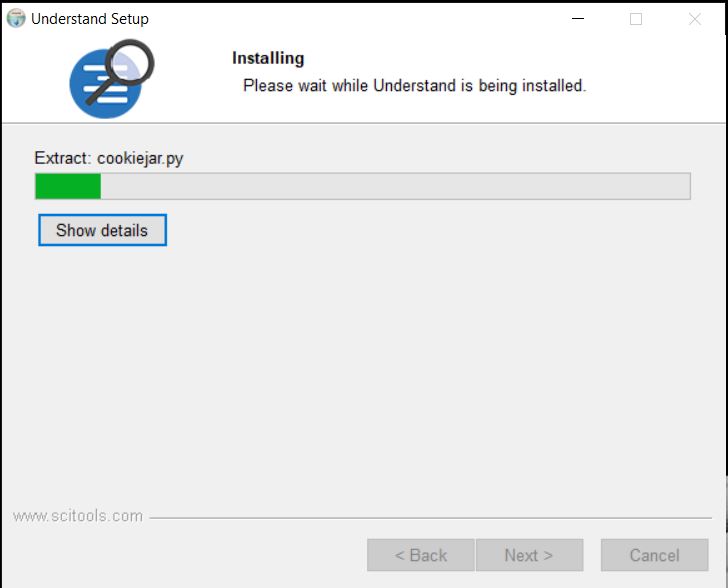 Understand Setup
Installing
Please wait while Understand is being installed.
Extract: cookiejar.py
Show details
www.scitools.com
< Back
Next >
Cancel